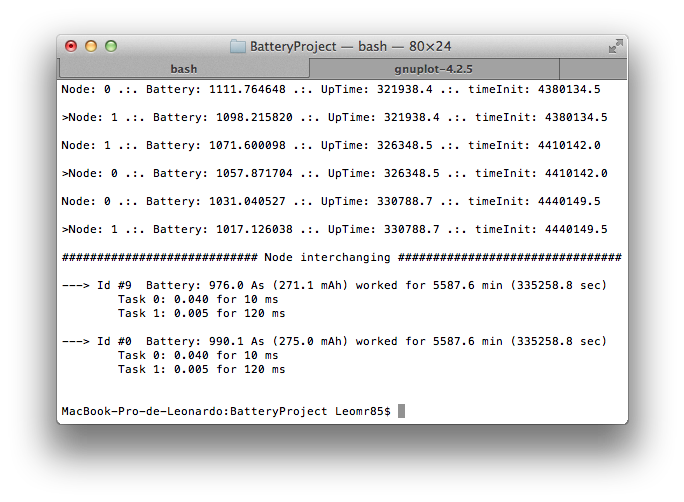 BatteryProject — bash — 80×24
bash
gnuplot-4.2.5
Node: 0 .:. Battery: 1111.764648 .:. UpTime: 321938.4 .:. timeInit: 4380134.5
>Node: 1 .:. Battery: 1098.215820 .:. UpTime: 321938.4 .:. timeInit: 4380134.5
Node: 1 .:. Battery: 1071.600098 .:. UpTime: 326348.5 .:. timeInit: 4410142.0
>Node: 0 .:. Battery: 1057.871704 .:. UpTime: 326348.5 .:. timeInit: 4410142.0
Node: 0 .:. Battery: 1031.040527 .:. UpTime: 330788.7 .:. timeInit: 4440149.5
>Node: 1 .:. Battery: 1017.126038 .:. UpTime: 330788.7 .:. timeInit: 4440149.5
############################ Node interchanging ################################
---> Id #9  Battery: 976.0 As (271.1 mAh) worked for 5587.6 min (335258.8 sec)
        Task 0: 0.040 for 10 ms
        Task 1: 0.005 for 120 ms
---> Id #0  Battery: 990.1 As (275.0 mAh) worked for 5587.6 min (335258.8 sec)
        Task 0: 0.040 for 10 ms
        Task 1: 0.005 for 120 ms
MacBook-Pro-de-Leonardo:BatteryProject Leomr85$